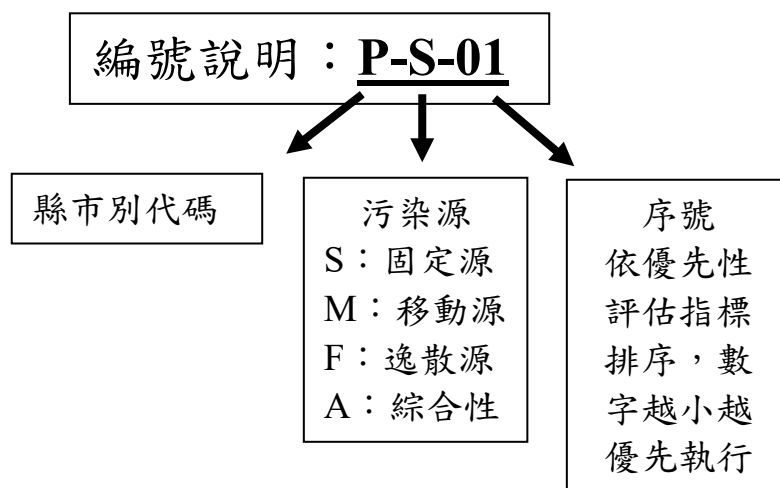 編號說明：P-S-01
縣市別代碼
污染源
S：固定源
M：移動源
F：逸散源
A：綜合性
序號
依優先性
評估指標
排序，數
字越小越
優先執行